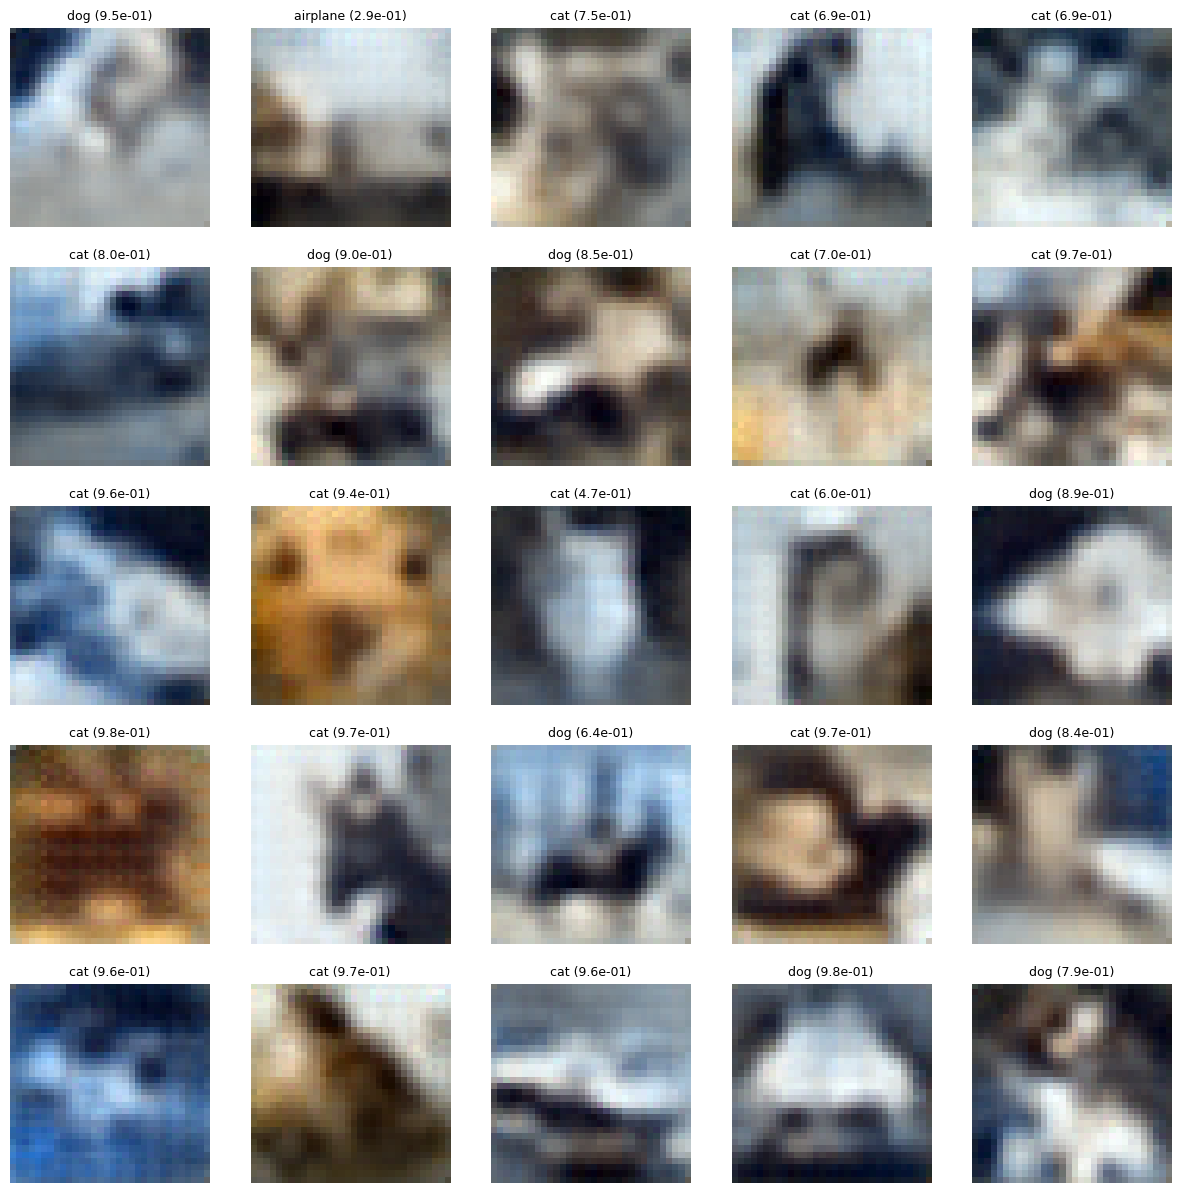 dog (9.5e-01) airplane (2.9e-01) cat (7.5e-01) cat (6.9e-01) cat (6.9e-01)
cat (8.0e-01) dog (9.0e-01) dog (8.5e-01) cat (7.0e-01) cat (9.7e-01)
cat (9.6e-01) cat (9.4e-01) cat (4.7e-01) cat (6.0e-01) dog (8.9e-01)
cat (9.8e-01) cat (9.7e-01) dog (6.4e-01) cat (9.7e-01) dog (8.4e-01)
cat (9.6e-01) cat (9.7e-01) cat (9.6e-01) dog (9.8e-01) dog (7.9e-01)